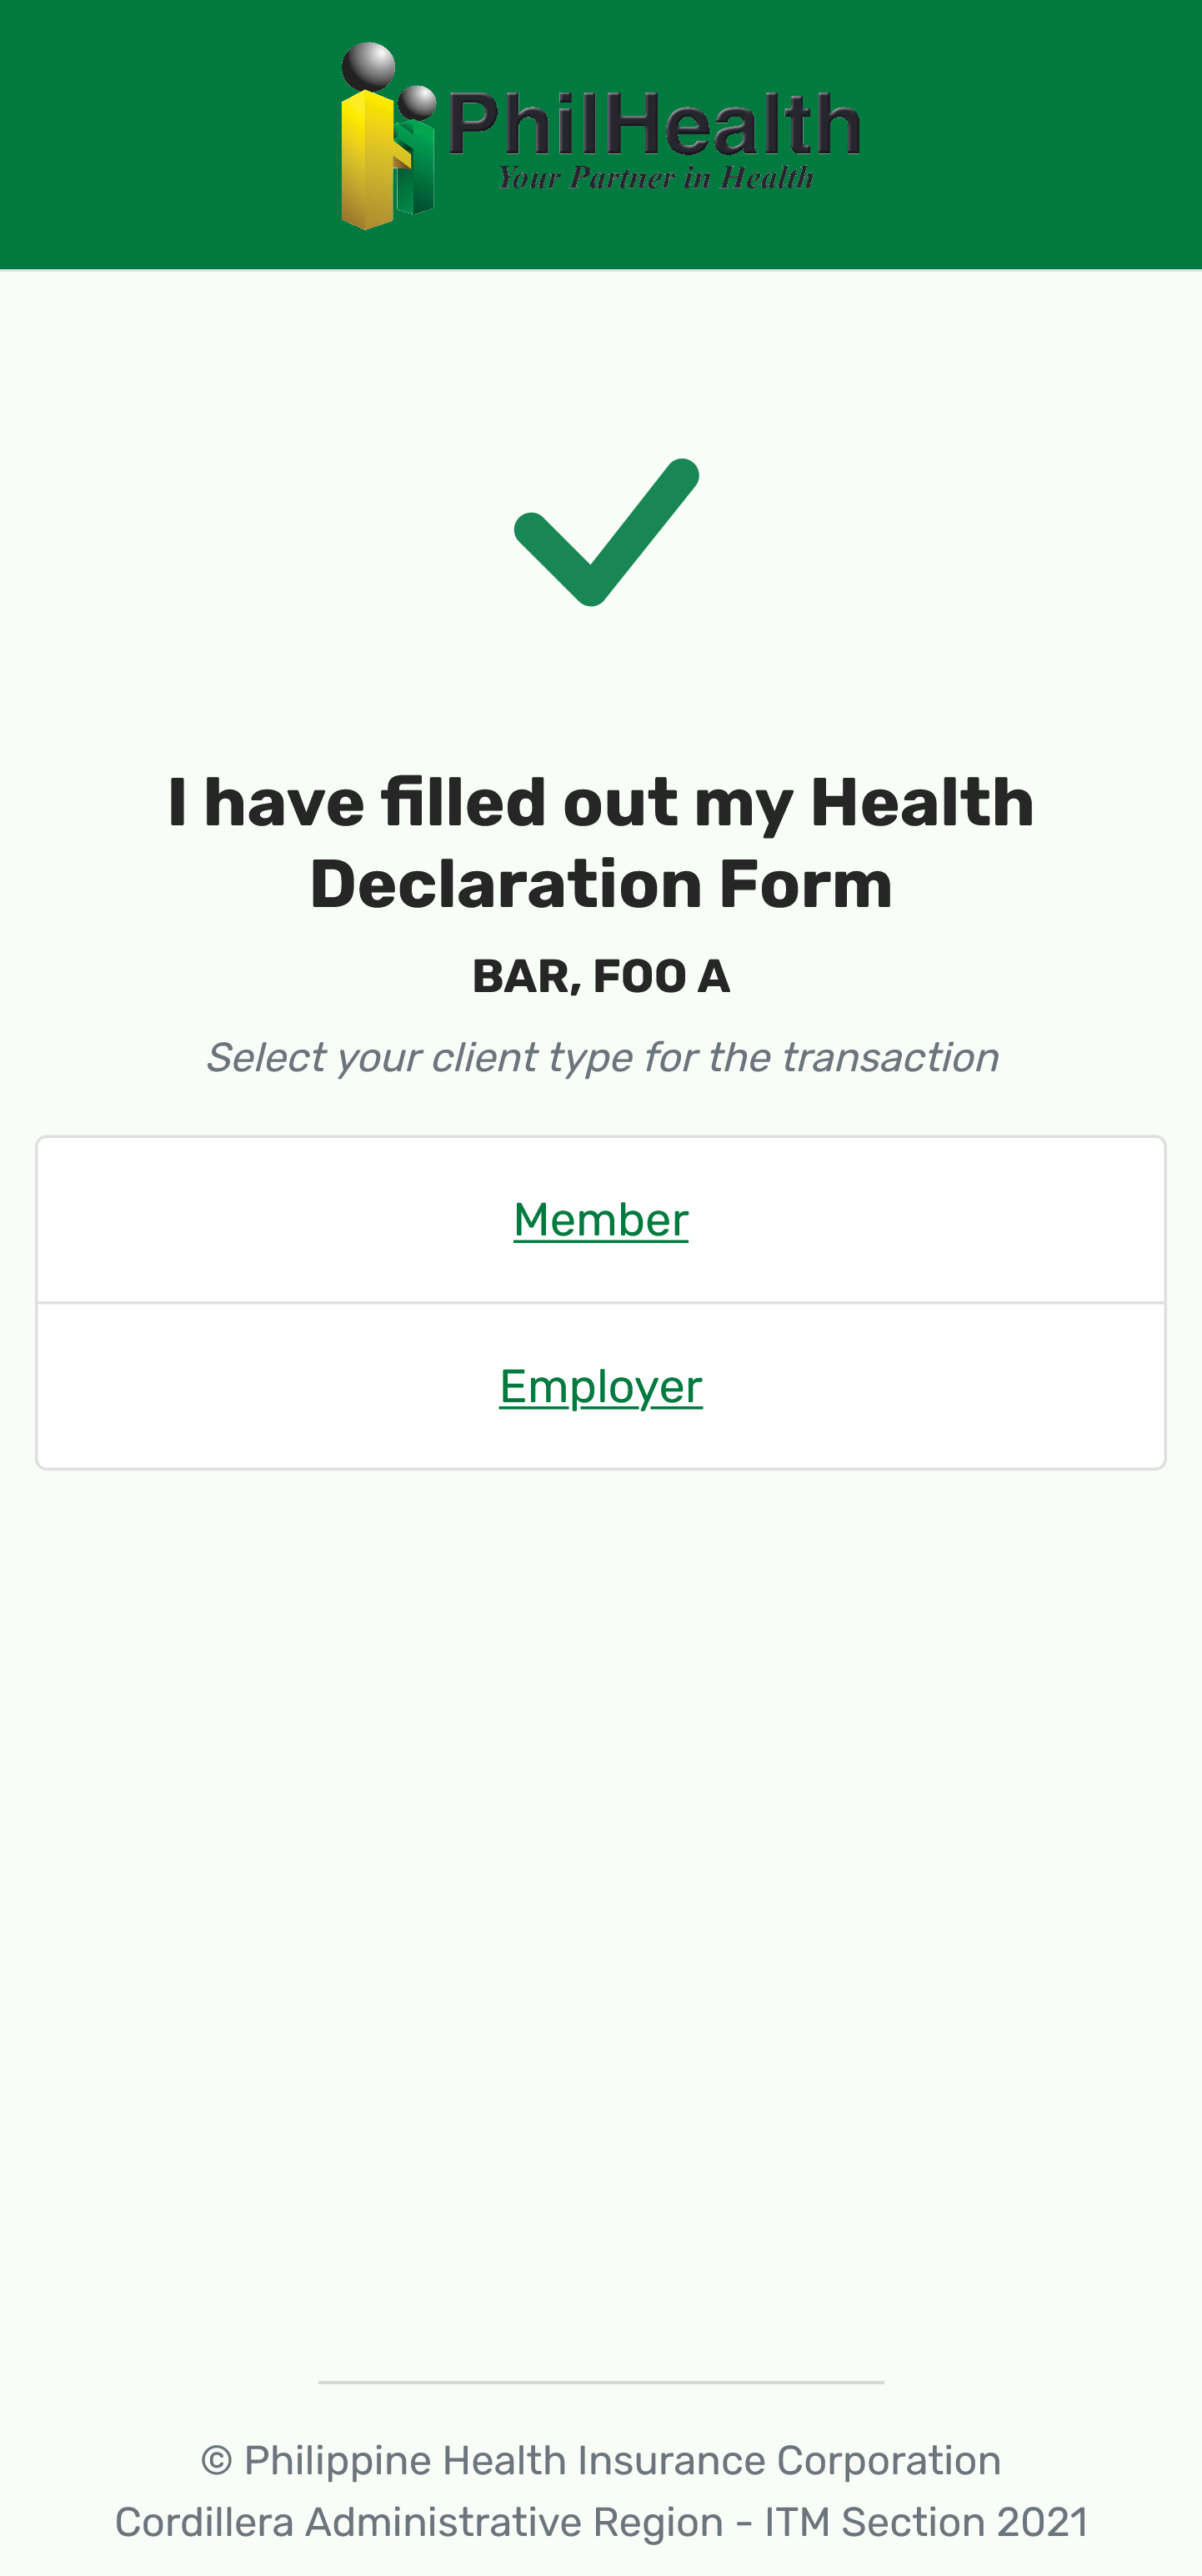 PhilHealth
Your Partner in Health
I have filled out my Health
Declaration Form
BAR, FOO A
Select your client type for the transaction
Member
Employer
© Philippine Health Insurance Corporation
Cordillera Administrative Region - ITM Section 2021